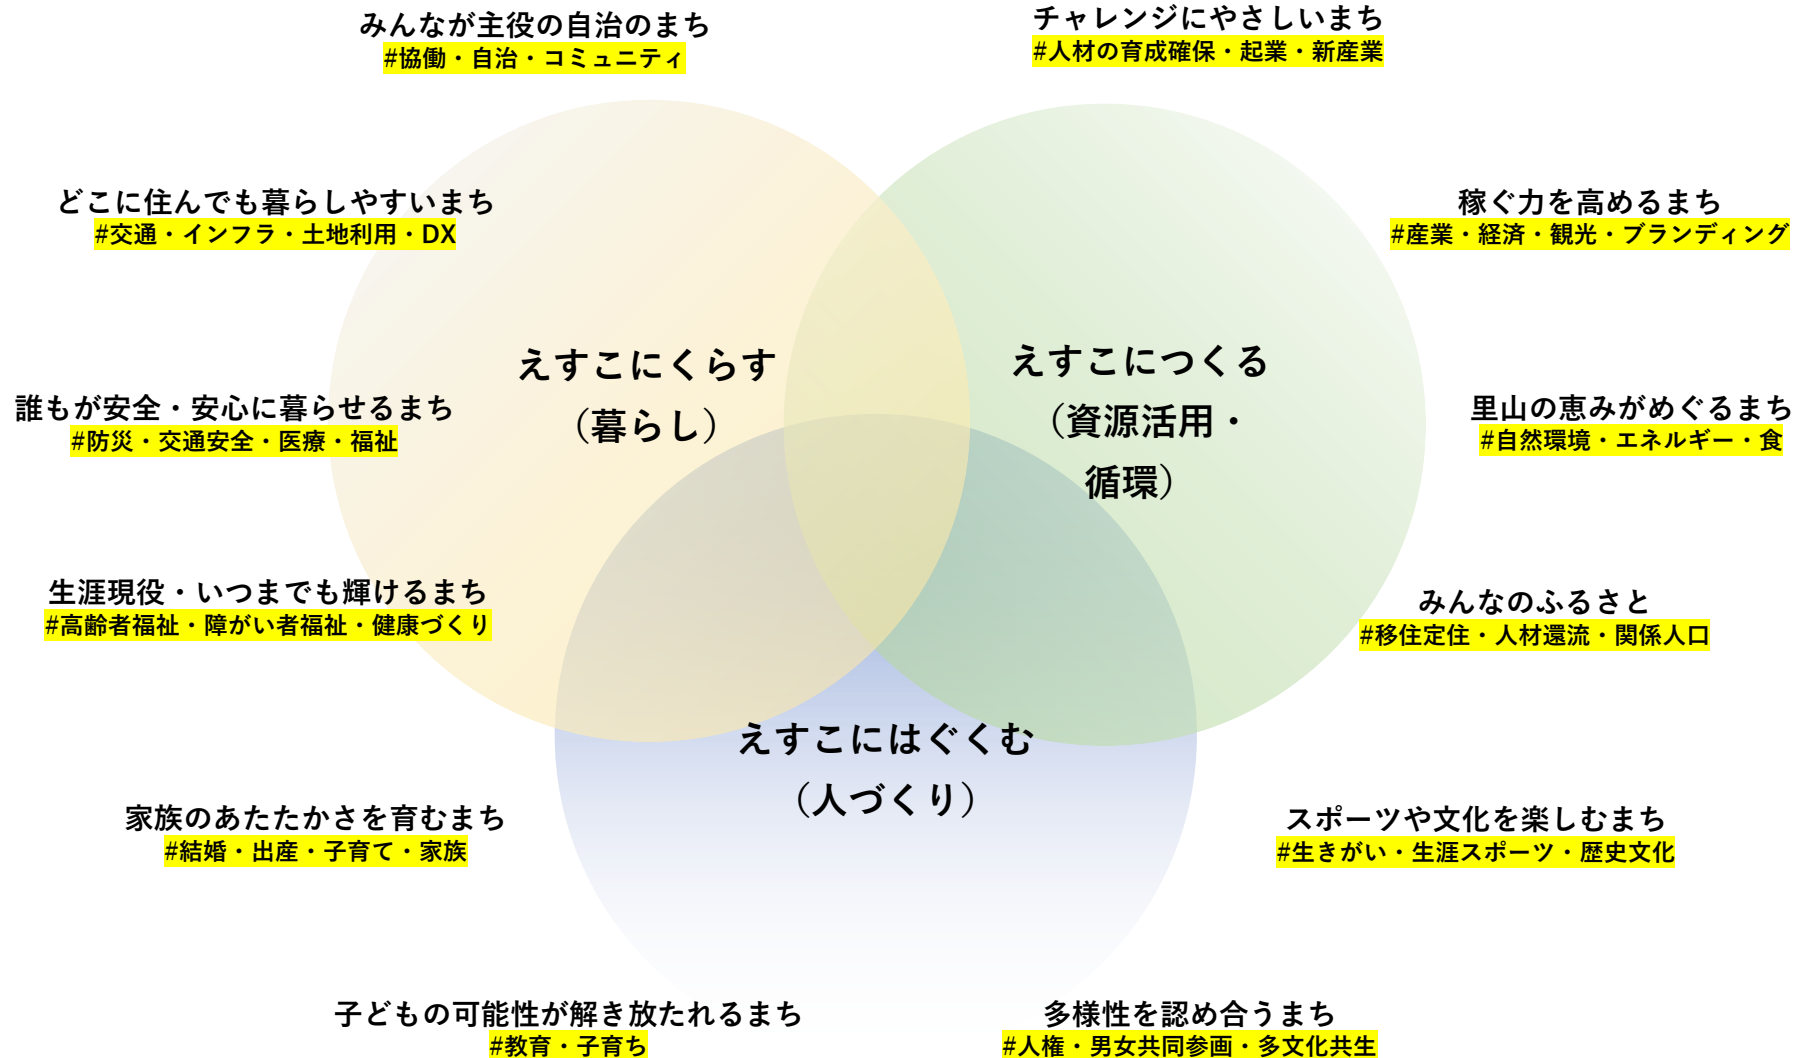 みんなが主役の自治のまち
#協働・自治・コミュニティ
チャレンジにやさしいまち
#人材の育成確保・起業・新産業
どこに住んでも暮らしやすいまち
#交通・インフラ・土地利用・DX
稼ぐ力を高めるまち
#産業・経済・観光・ブランディング
えすこにくらす
（暮らし）
えすこにつくる
（資源活用・
循環）
誰もが安全・安心に暮らせるまち
#防災・交通安全・医療・福祉
里山の恵みがめぐるまち
#自然環境・エネルギー・食
生涯現役・いつまでも輝けるまち
#高齢者福祉・障がい者福祉・健康づくり
みんなのふるさと
#移住定住・人材還流・関係人口
えすこにはぐくむ
（人づくり）
家族のあたたかさを育むまち
#結婚・出産・子育て・家族
スポーツや文化を楽しむまち
#生きがい・生涯スポーツ・歴史文化
子どもの可能性が解き放たれるまち
#教育・子育ち
多様性を認め合うまち
#人権・男女共同参画・多文化共生